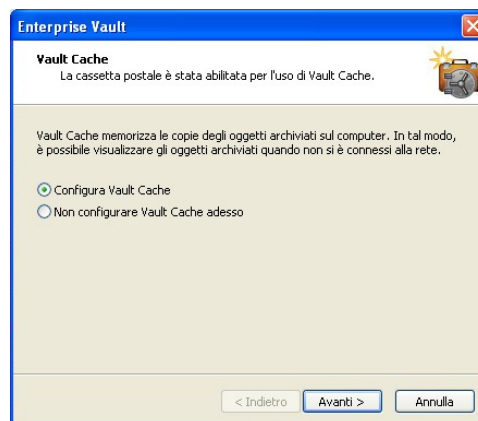 Enterprise Vault
Vault Cache
La cassetta postale è stata abilitata per l'uso di Vault Cache.
Vault Cache memorizza le copie degli oggetti archiviati sul computer. In tal modo,
è possibile visualizzare gli oggetti archiviati quando non si è connessi alla rete.
Configura Vault Cache
Non configurare Vault Cache adesso
< Indietro
Avanti >
Annulla